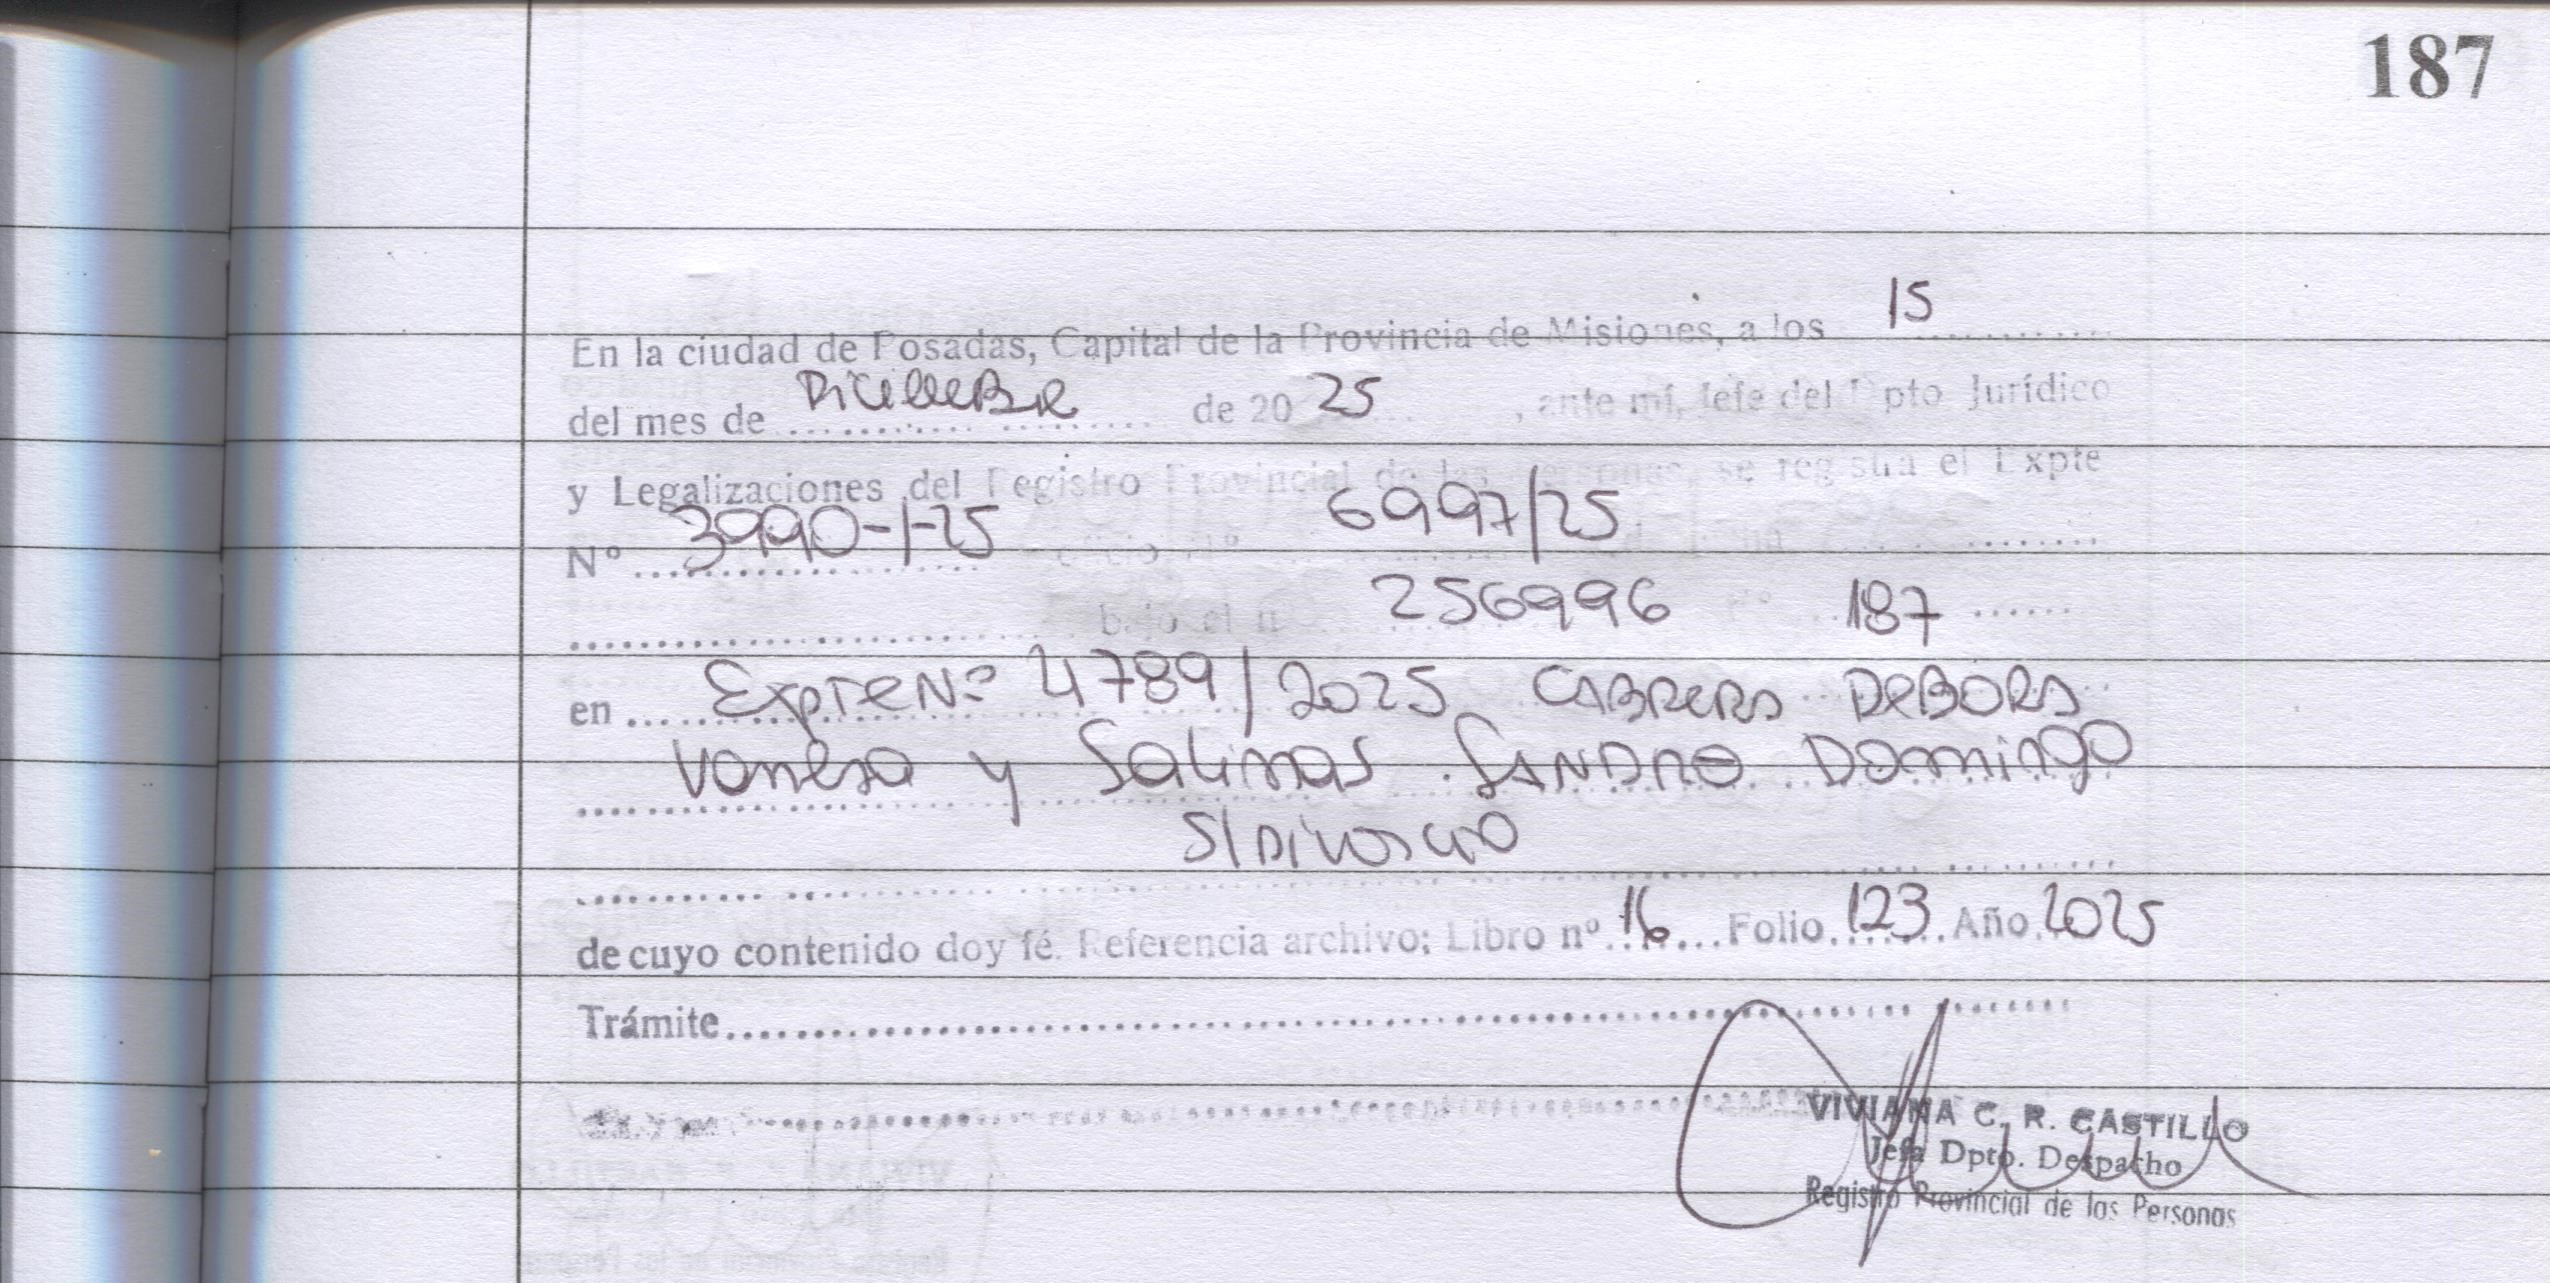 187
En la ciudad de Posadas, Capital de la Provincia de Misiones, a los 15
del mes de Diciembre de 20 25, ante mí, Jefe del Dpto Jurídico
y Legalizaciones del Registro Provincial de las Personas, se registra el Expte
Nº 3990-1-25 6997/25
bajo el nº 256996 187
en Expte Nº 4789/2025 CABRERA DEBORA
Vanesa y Salinas SANDRO Domingo
S/DIVORCIO
de cuyo contenido doy fé. Referencia archivo: Libro nº 16 Folio 123 Año 2025
Trámite
VIVIANA C. R. CASTILLO
Jefa Dpto. Despacho
Registro Provincial de las Personas